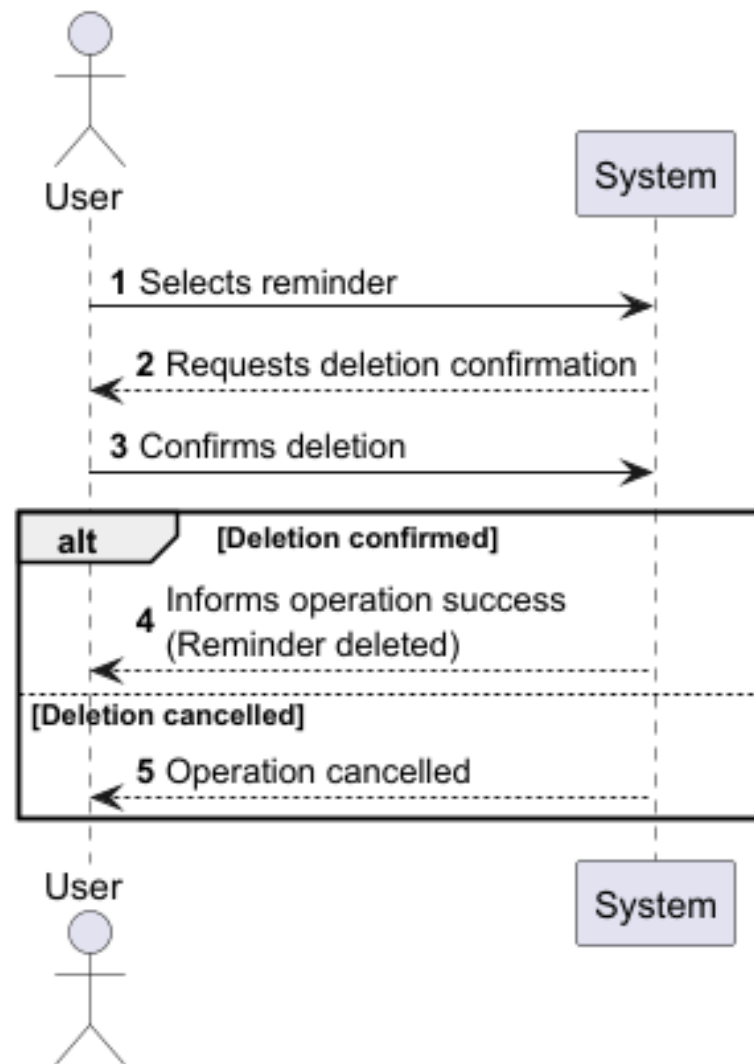 User
System
1 Selects reminder
2 Requests deletion confirmation
3 Confirms deletion
alt [Deletion confirmed]
4 Informs operation success
(Reminder deleted)
[Deletion cancelled]
5 Operation cancelled
User
System